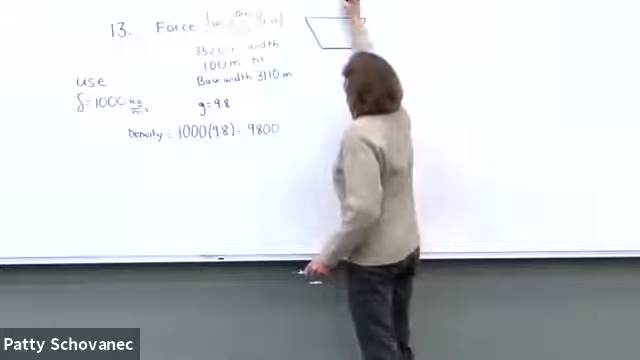 13. Force
width
100 m ht
Base width 3110 m
use
δ = 1000 kg/m³
g = 9.8
Density = 1000(9.8) = 9800
Patty Schovanec